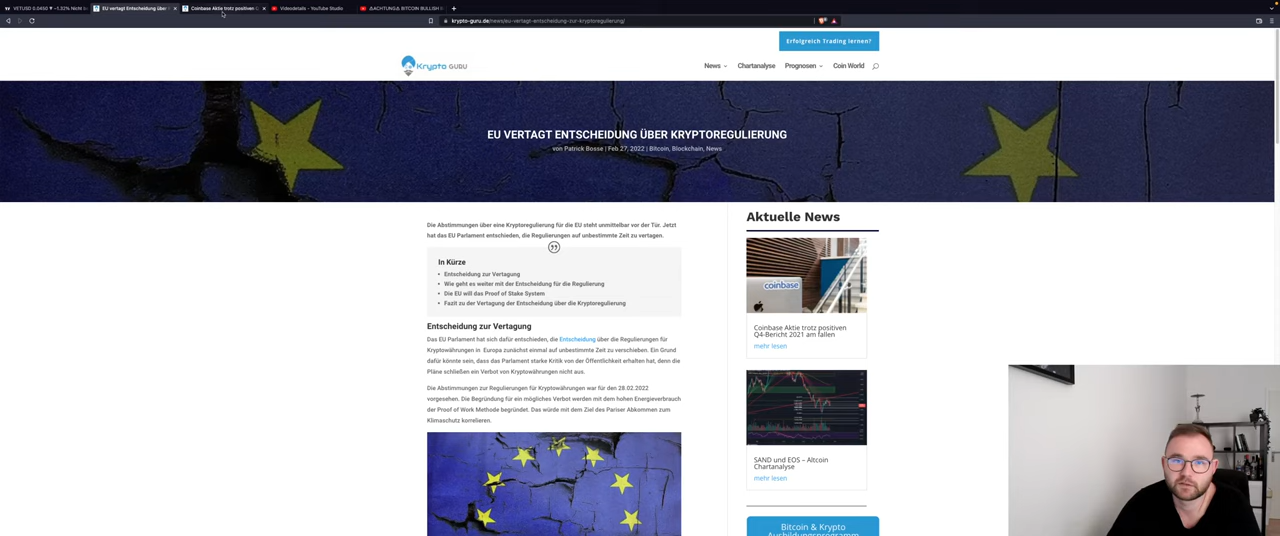 VETUSD 0.0450 ▼ −1.32% Nicht b
EU vertagt Entscheidung über
Coinbase Aktie trotz positiven
Videodetails - YouTube Studio
⚠ACHTUNG⚠ BITCOIN BULLISH
krypto-guru.de/news/eu-vertagt-entscheidung-zur-kryptoregulierung/
Erfolgreich Trading lernen?
Krypto GURU
News
Chartanalyse
Prognosen
Coin World
EU VERTAGT ENTSCHEIDUNG ÜBER KRYPTOREGULIERUNG
von Patrick Bosse | Feb 27, 2022 | Bitcoin, Blockchain, News
Die Abstimmungen über eine Kryptoregulierung für die EU steht unmittelbar vor der Tür. Jetzt
hat das EU Parlament entschieden, die Regulierungen auf unbestimmte Zeit zu vertagen.
In Kürze
• Entscheidung zur Vertagung
• Wie geht es weiter mit der Entscheidung für die Regulierung
• Die EU will das Proof of Stake System
• Fazit zu der Vertagung der Entscheidung über die Kryptoregulierung
Entscheidung zur Vertagung
Das EU Parlament hat sich dafür entschieden, die Entscheidung über die Regulierungen für
Kryptowährungen in Europa zunächst einmal auf unbestimmte Zeit zu verschieben. Ein Grund
dafür könnte sein, dass das Parlament starke Kritik von der Öffentlichkeit erhalten hat, denn die
Pläne schließen ein Verbot von Kryptowährungen nicht aus.
Die Abstimmungen zur Regulierungen für Kryptowährungen war für den 28.02.2022
vorgesehen. Die Begründung für ein mögliches Verbot werden mit dem hohen Energieverbrauch
der Proof of Work Methode begründet. Das würde mit dem Ziel des Pariser Abkommen zum
Klimaschutz korrelieren.
Aktuelle News
coinbase
Coinbase Aktie trotz positiven
Q4-Bericht 2021 am fallen
mehr lesen
SAND und EOS – Altcoin
Chartanalyse
mehr lesen
Bitcoin & Krypto
Ausbildungsprogramm